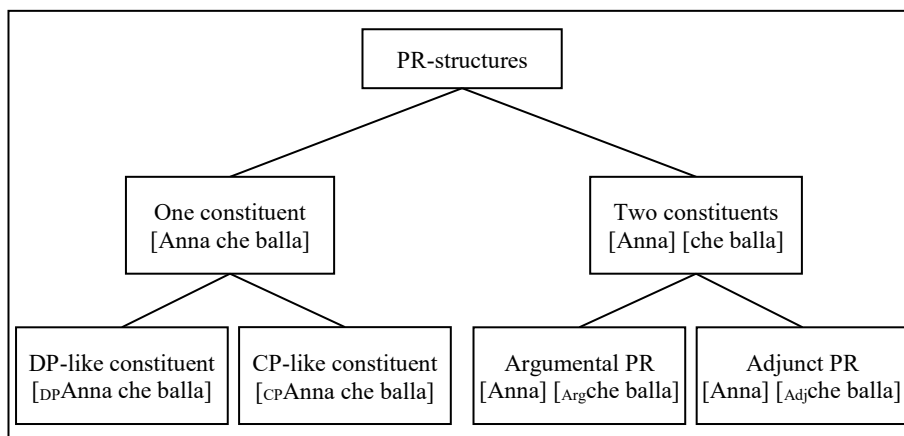 PR-structures
One constituent
[Anna che balla]
Two constituents
[Anna] [che balla]
DP-like constituent
[DPAnna che balla]
CP-like constituent
[CPAnna che balla]
Argumental PR
[Anna] [Argche balla]
Adjunct PR
[Anna] [Adjche balla]